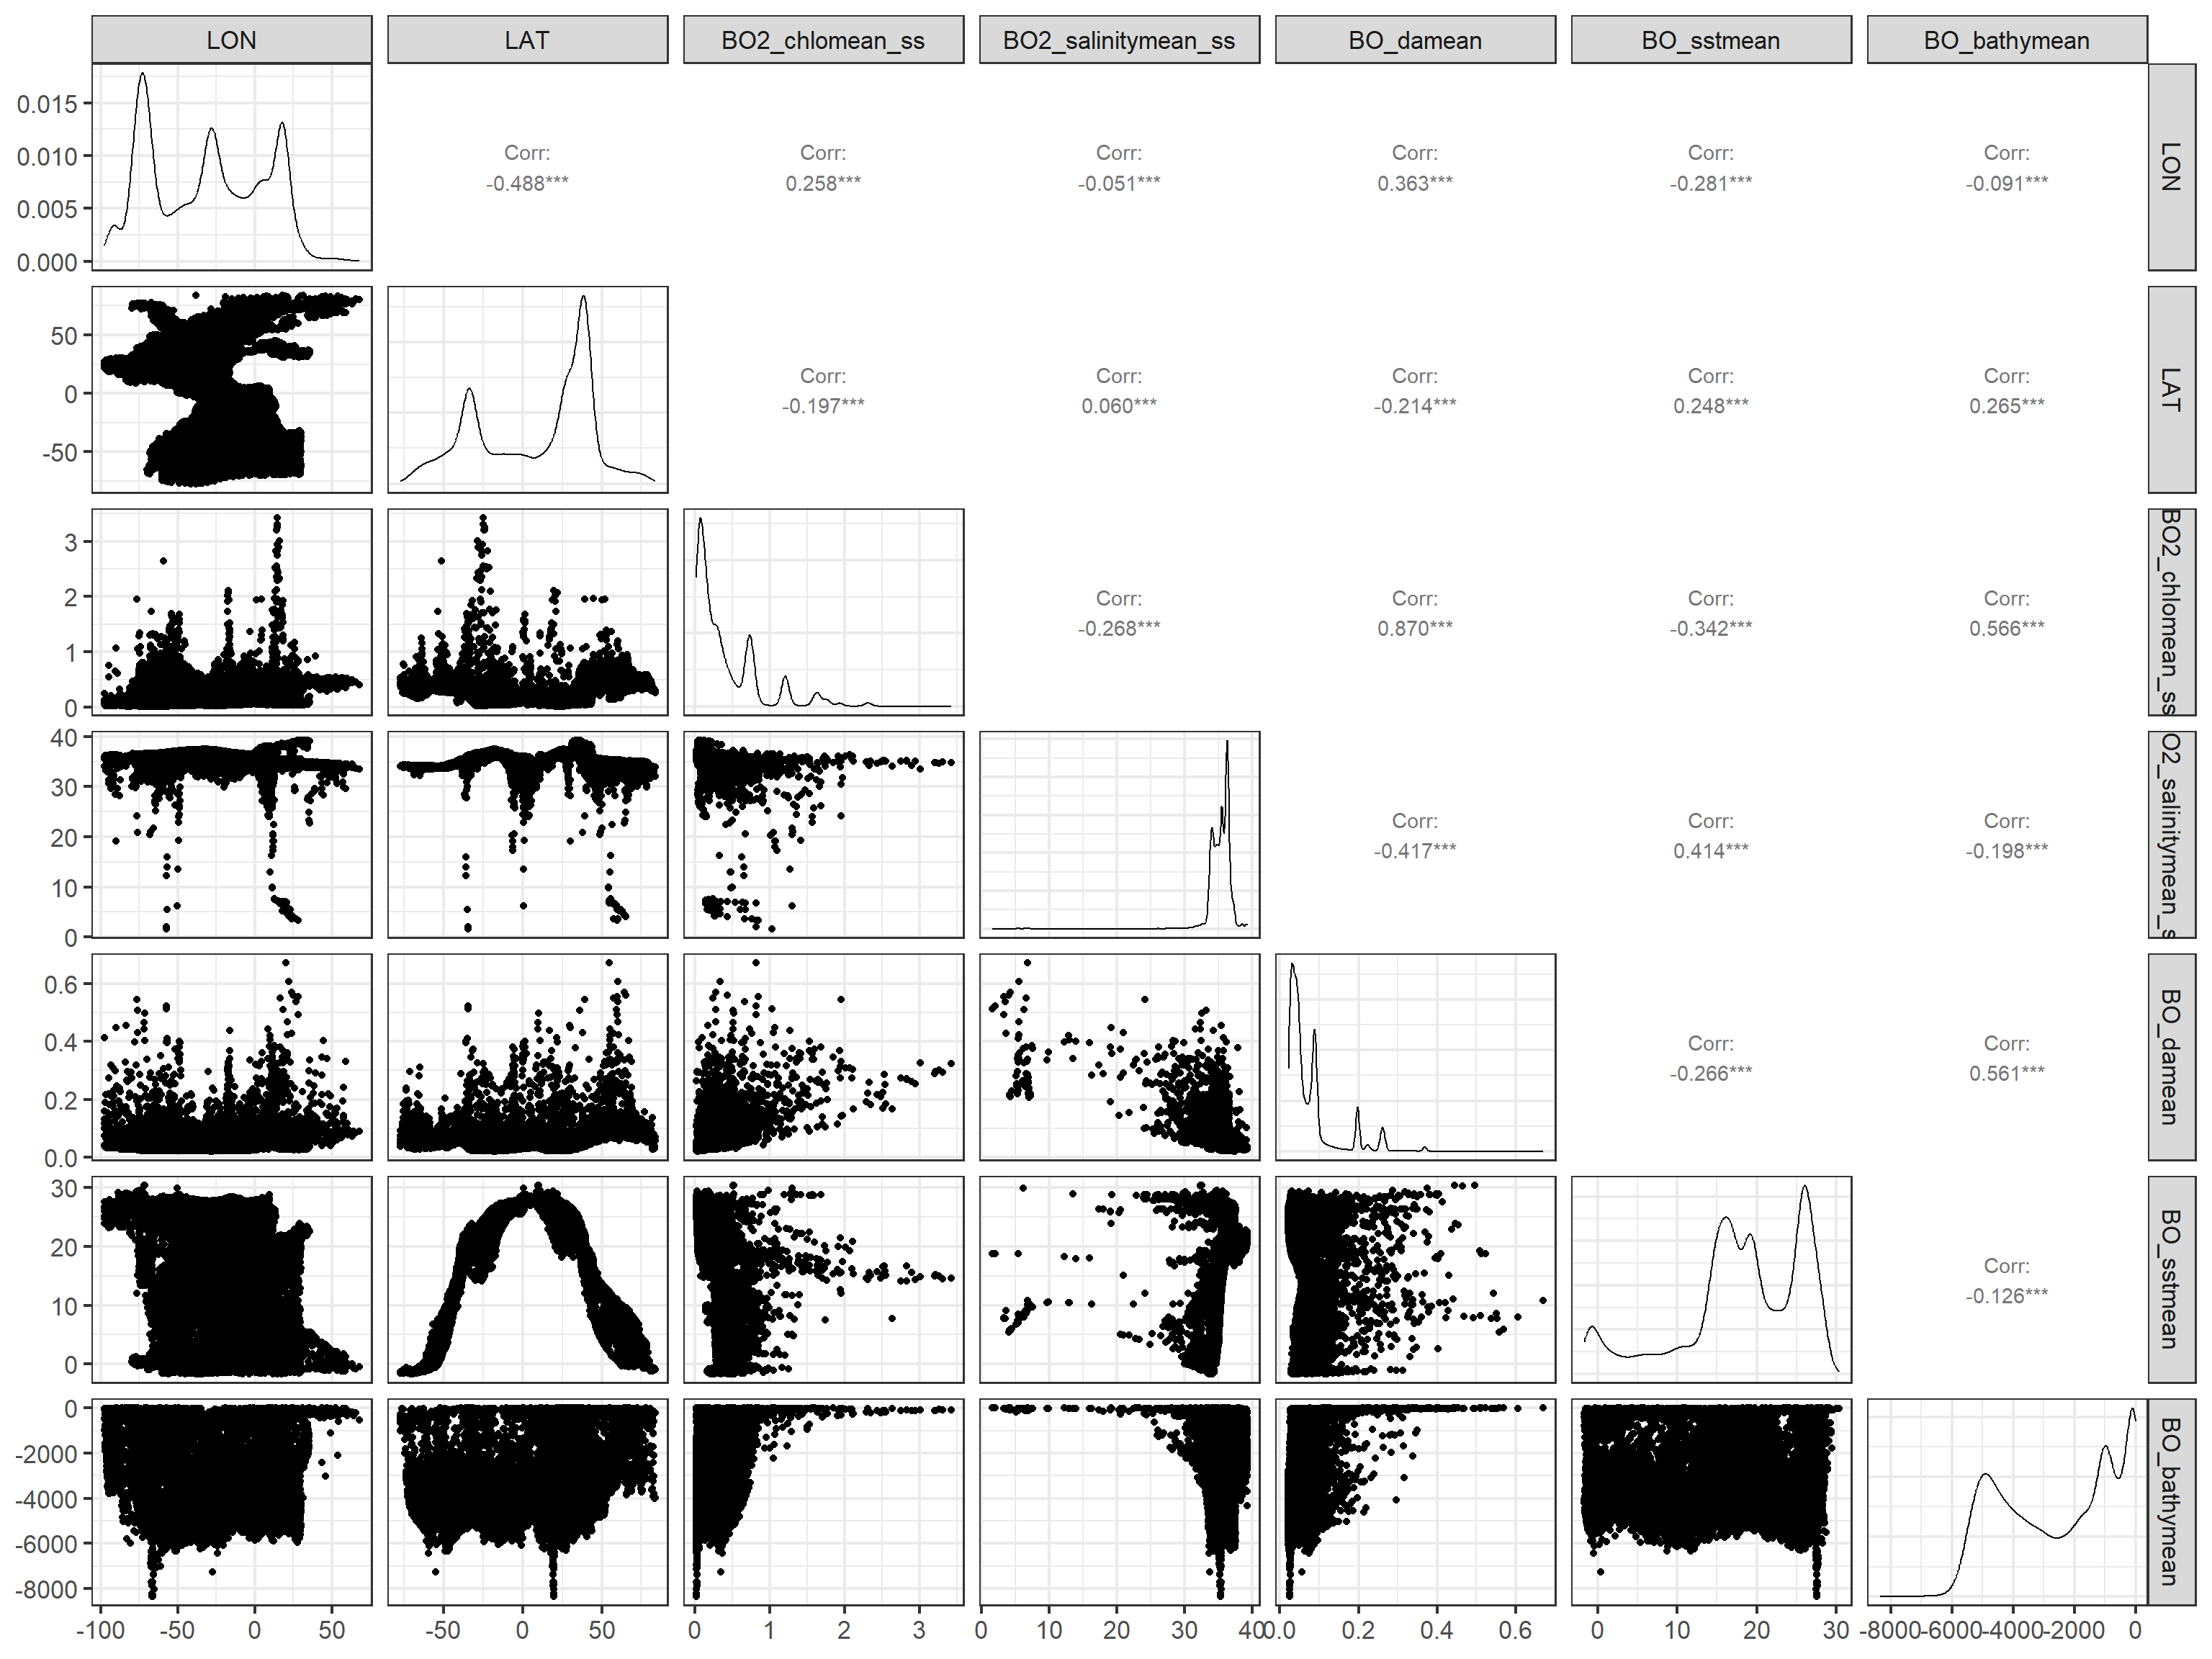 LON LAT BO2_chlomean_ss BO2_salinitymean_ss BO_damean BO_sstmean BO_bathymean
0.015
0.010
0.005
0.000
Corr:
-0.488***
Corr:
0.258***
Corr:
-0.051***
Corr:
0.363***
Corr:
-0.281***
Corr:
-0.091***
LON
50
0
-50
Corr:
-0.197***
Corr:
0.060***
Corr:
-0.214***
Corr:
0.248***
Corr:
0.265***
LAT
3
2
1
0
Corr:
-0.268***
Corr:
0.870***
Corr:
-0.342***
Corr:
0.566***
BO2_chlomean_ss
40
30
20
10
0
Corr:
-0.417***
Corr:
0.414***
Corr:
-0.198***
O2_salinitymean_s
0.6
0.4
0.2
0.0
Corr:
-0.266***
Corr:
0.561***
BO_damean
30
20
10
0
Corr:
-0.126***
BO_sstmean
0
-2000
-4000
-6000
-8000
BO_bathymean
-100 -50 0 50
-50 0 50
0 1 2 3
0 10 20 30 40
0.0 0.2 0.4 0.6
0 10 20 30
-8000 -6000 -4000 -2000 0